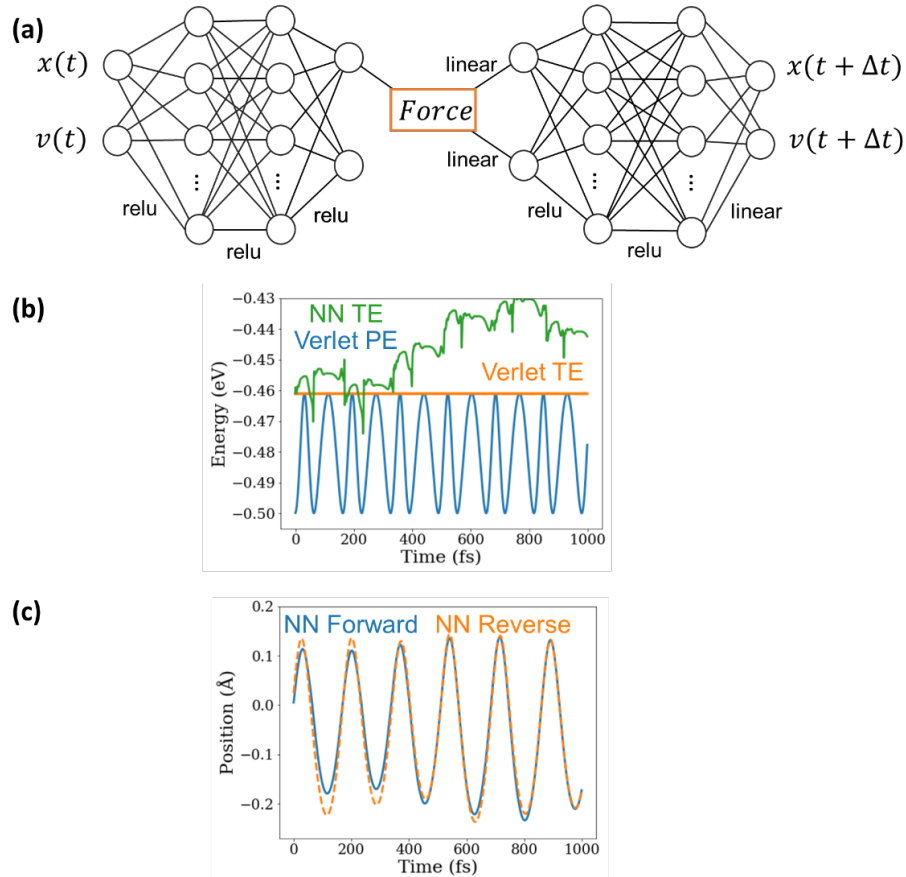 (a)
x(t)
v(t)
⋮
⋮
relu
relu
relu
Force
linear
linear
relu
⋮
⋮
relu
linear
x(t + Δt)
v(t + Δt)
(b)
NN TE
Verlet PE
Verlet TE
Energy (eV)
−0.43
−0.44
−0.45
−0.46
−0.47
−0.48
−0.49
−0.50
0 200 400 600 800 1000
Time (fs)
(c)
NN Forward NN Reverse
Position (Å)
0.2
0.1
0.0
−0.1
−0.2
0 200 400 600 800 1000
Time (fs)